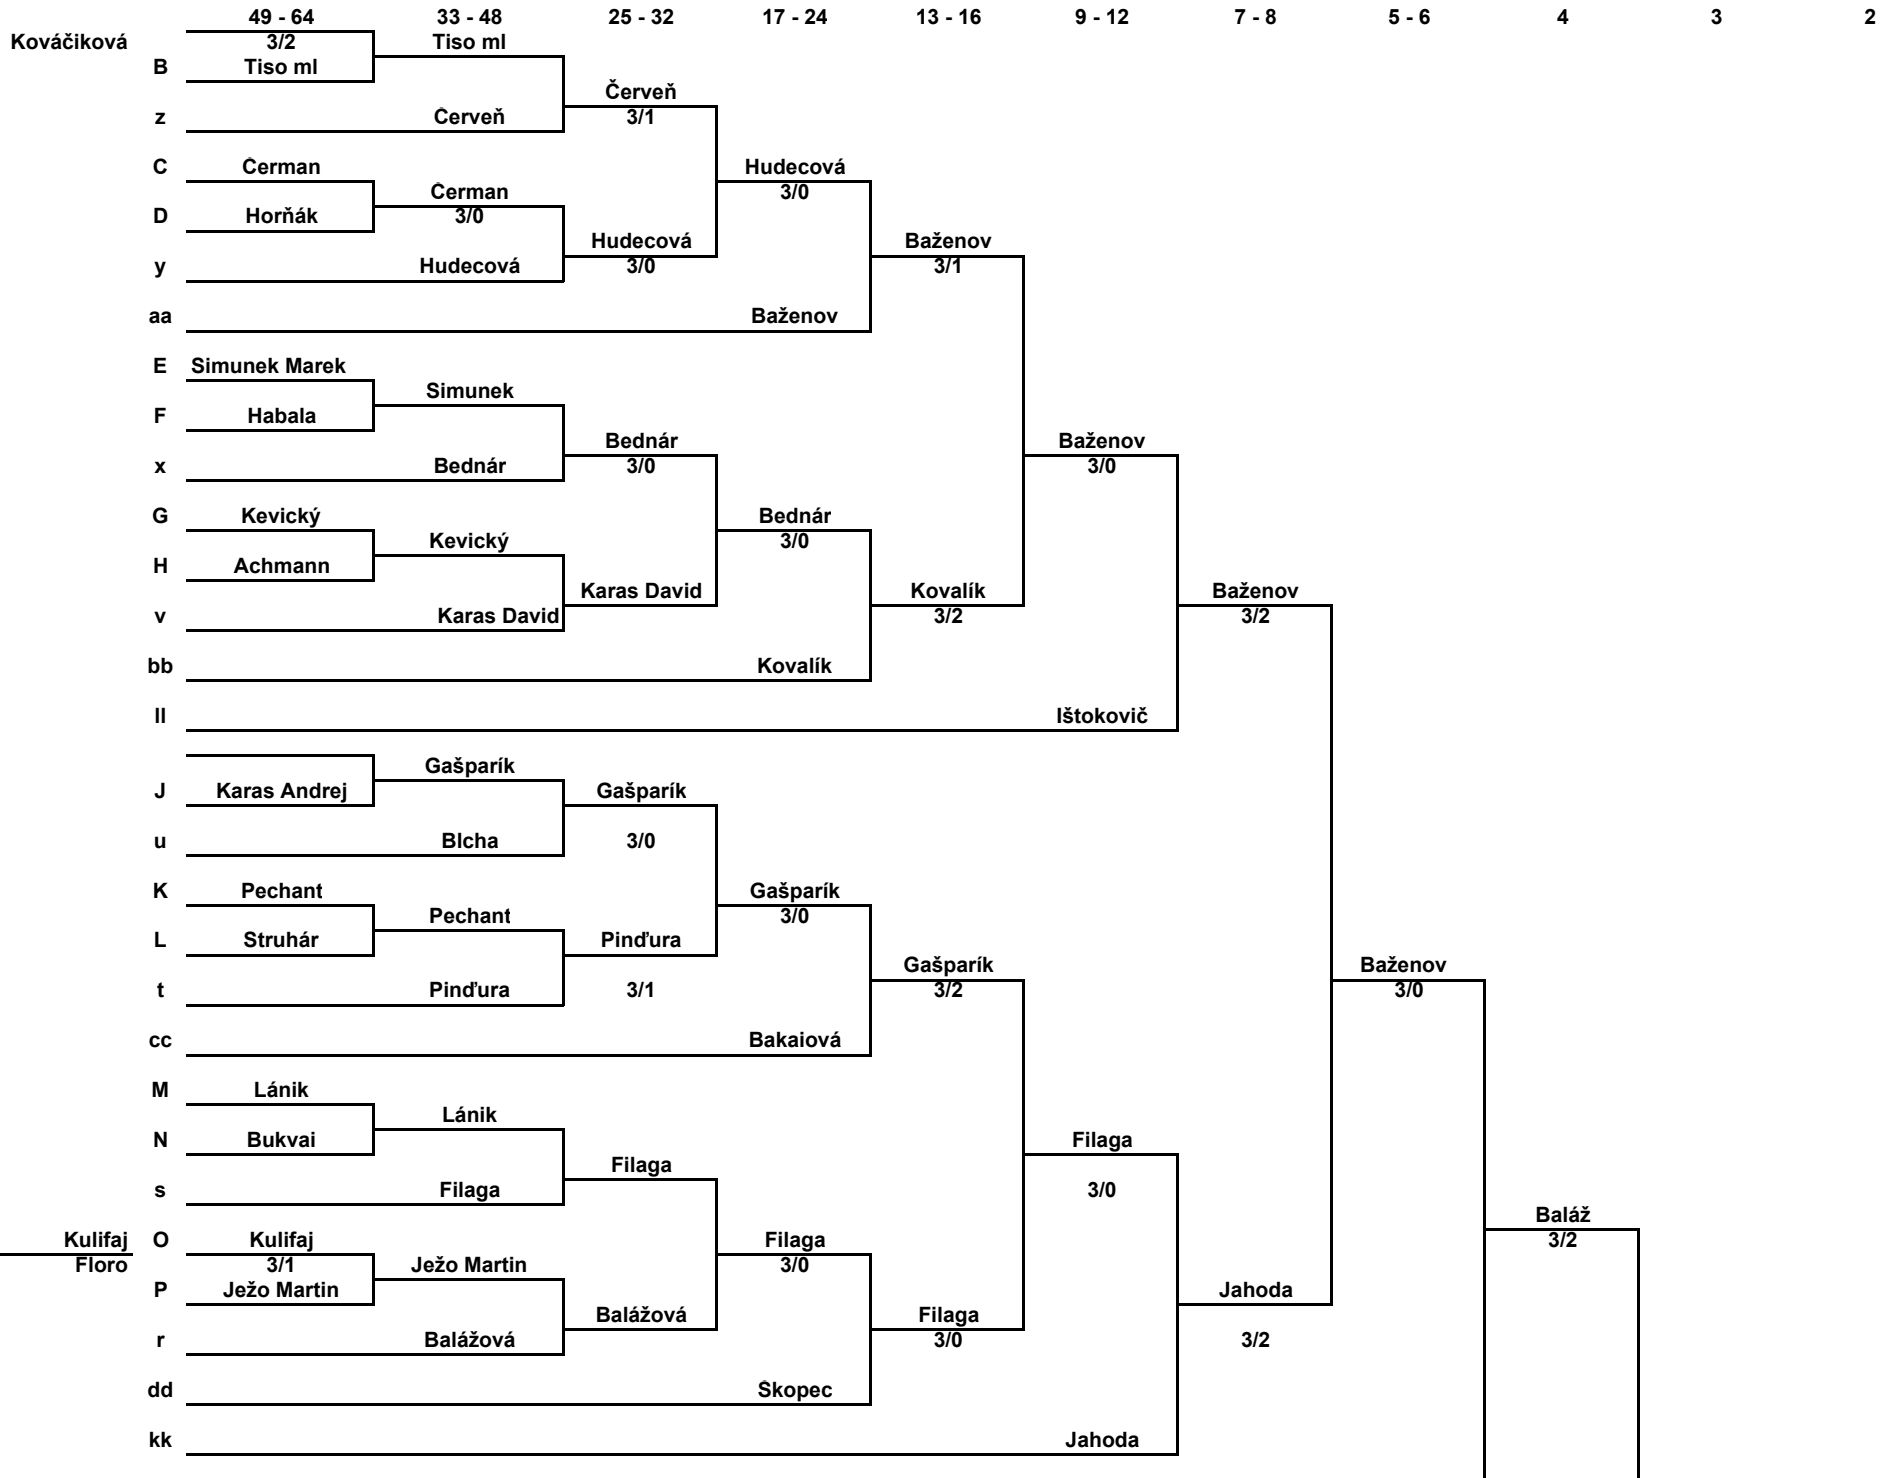 49 - 64 33 - 48 25 - 32 17 - 24 13 - 16 9 - 12 7 - 8 5 - 6 4 3 2
Kováčiková 3/2 Tiso ml
B Tiso ml
Červeň
z Červeň 3/1
C Čerman Hudecová
Čerman 3/0
D Horňák 3/0
Hudecová Baženov
y Hudecová 3/0 3/1
aa Baženov
E Simunek Marek
Simunek
F Habala
Bednár Baženov
x Bednár 3/0 3/0
G Kevický Bednár
Kevický 3/0
H Achmann
Karas David Kovalík Baženov
v Karas David 3/2 3/2
bb Kovalík
ll Ištokovič
Gašparík
J Karas Andrej Gašparík
u Blcha 3/0
K Pechant Gašparík
Pechant 3/0
L Struhár Pinďura
Gašparík Baženov
t Pinďura 3/1 3/2 3/0
cc Bakaiová
M Lánik
Lánik
N Bukvai Filaga
Filaga
s Filaga 3/0
Baláž
Kulifaj O Kulifaj Filaga 3/2
Floro 3/1 Ježo Martin 3/0
P Ježo Martin Jahoda
Balážová Filaga
r Balážová 3/0 3/2
dd Škopec
kk Jahoda